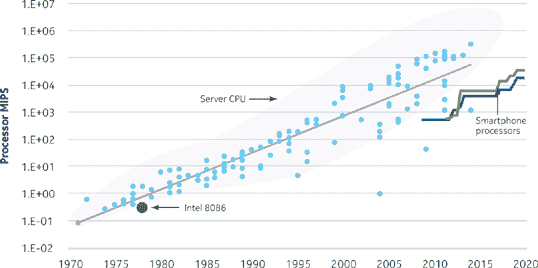 Processor MIPS
1.E+07
1.E+06
1.E+05
1.E+04
1.E+03
1.E+02
1.E+01
1.E+00
1.E-01
1.E-02
Server CPU
Smartphone
processors
Intel 8086
1970 1975 1980 1985 1990 1995 2000 2005 2010 2015 2020